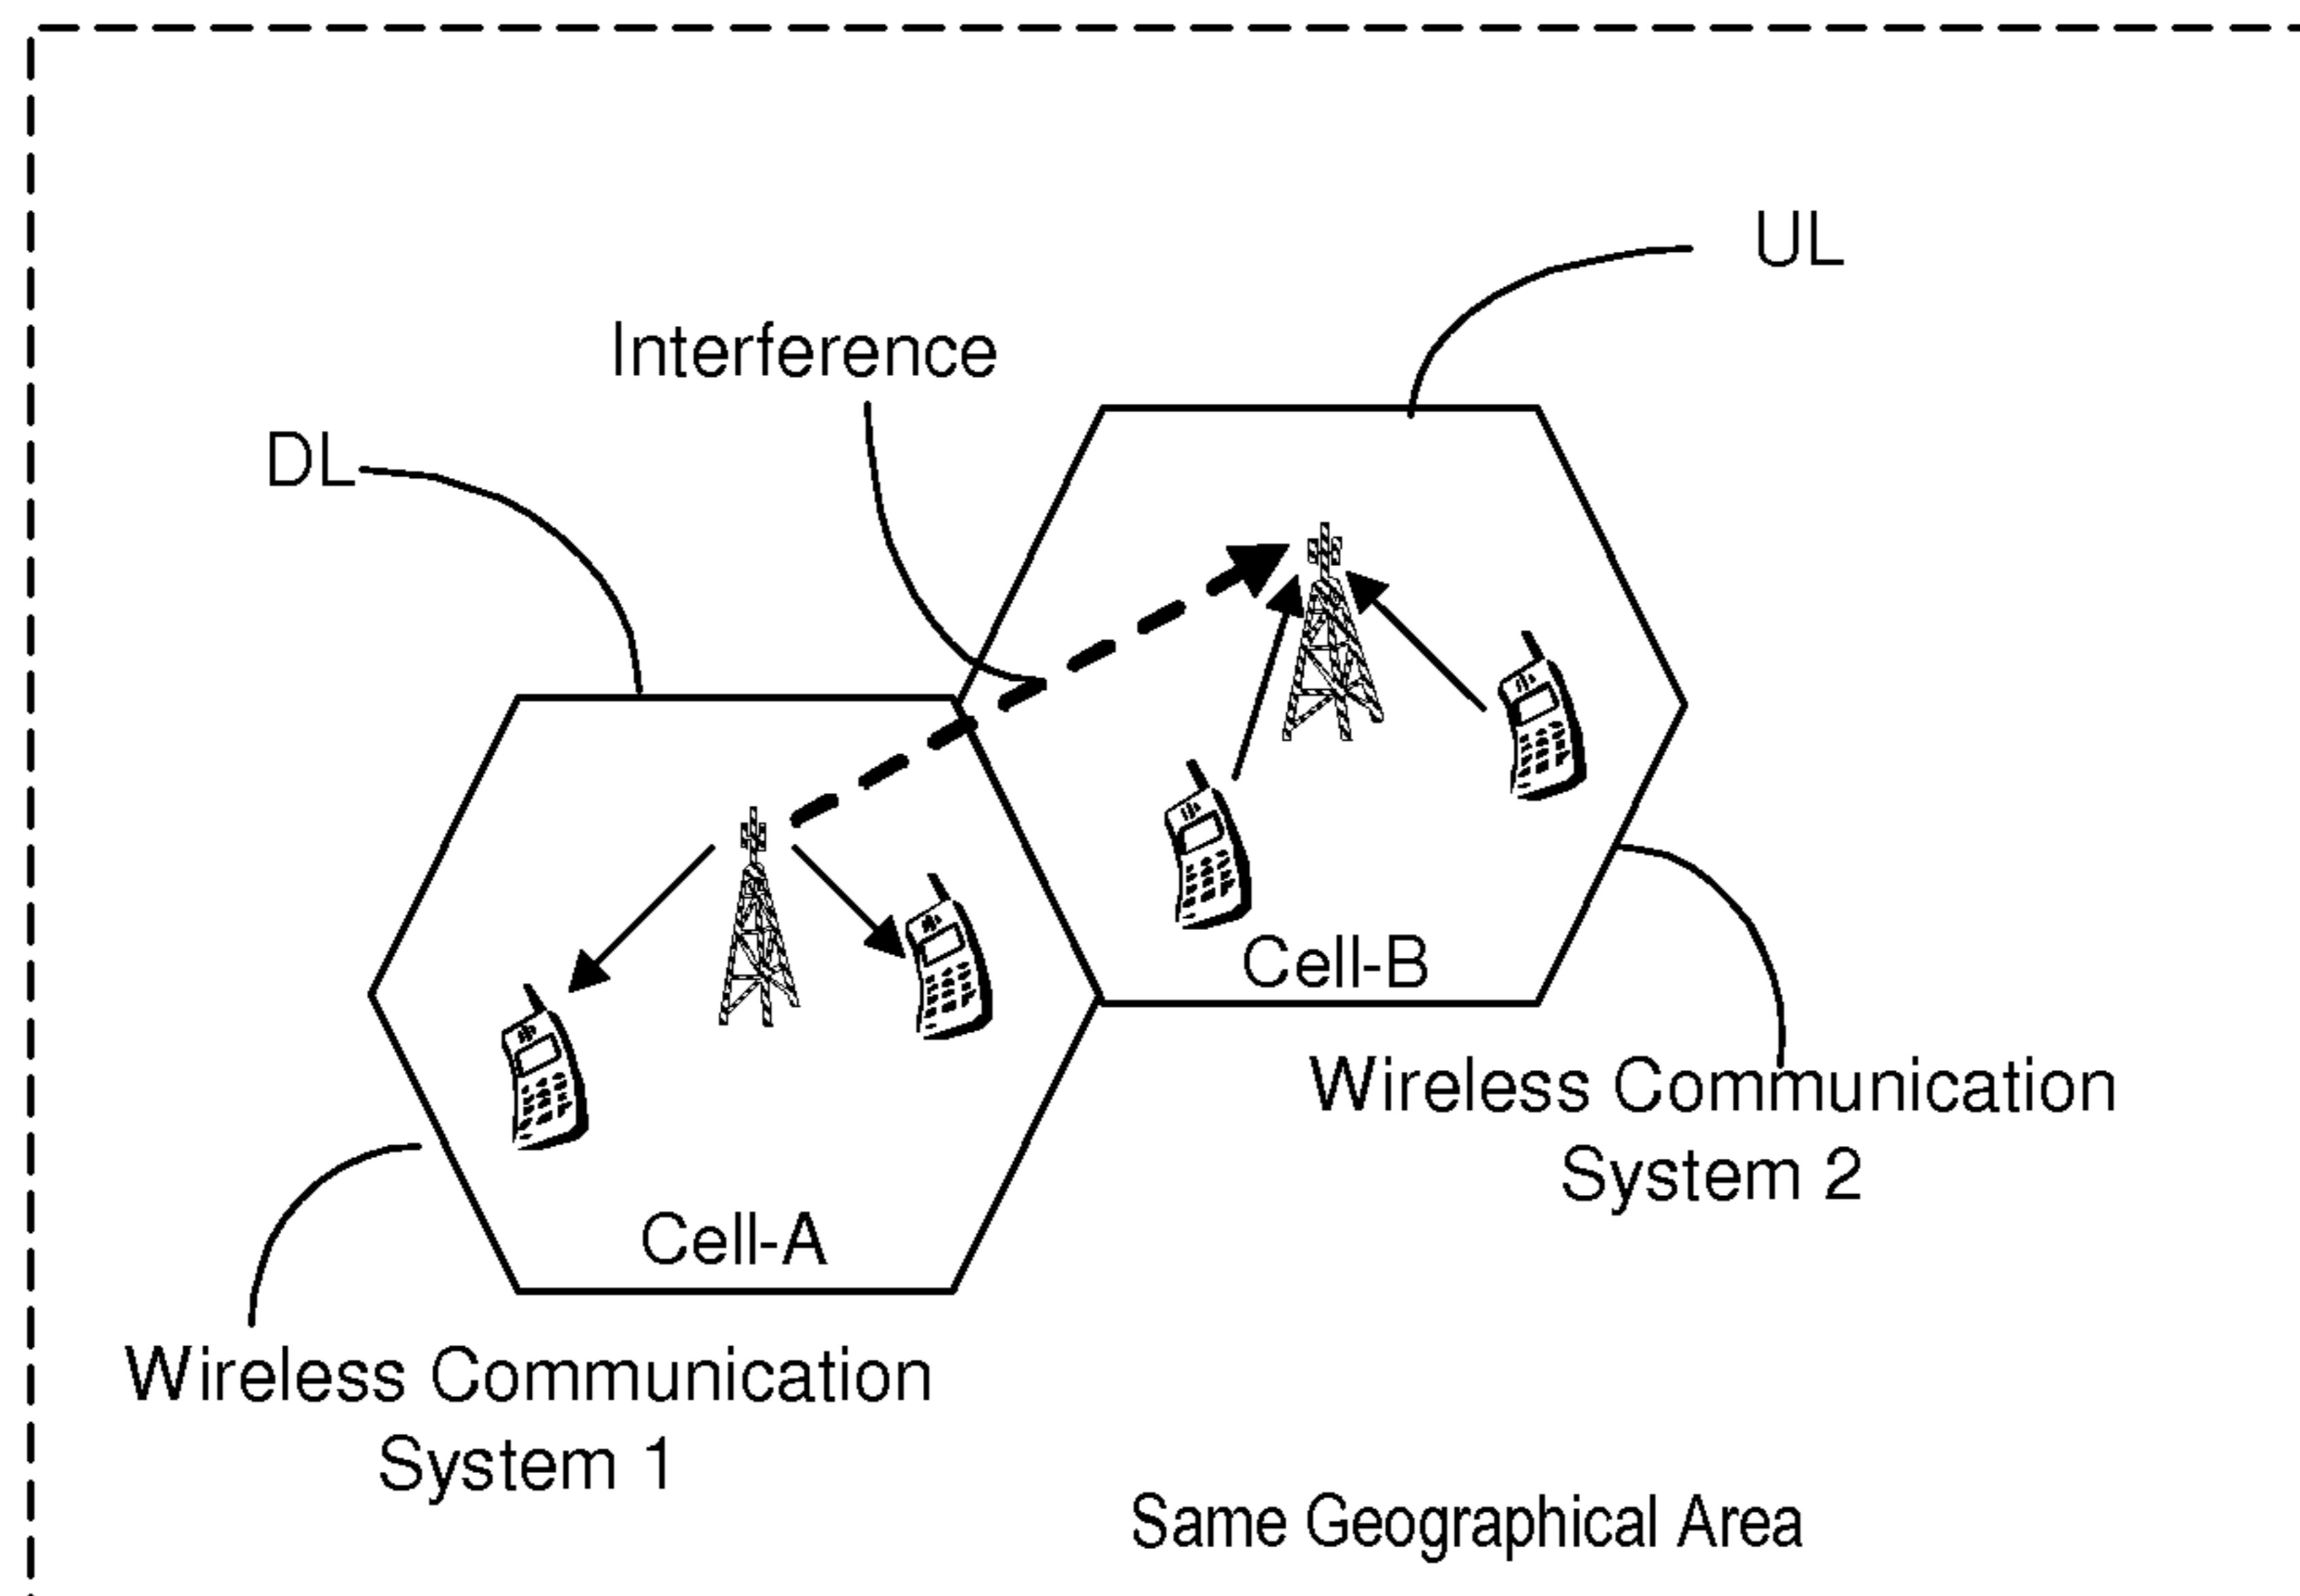 UL
Interference
DL
Cell-B
Wireless Communication
System 2
Cell-A
Wireless Communication
System 1
Same Geographical Area